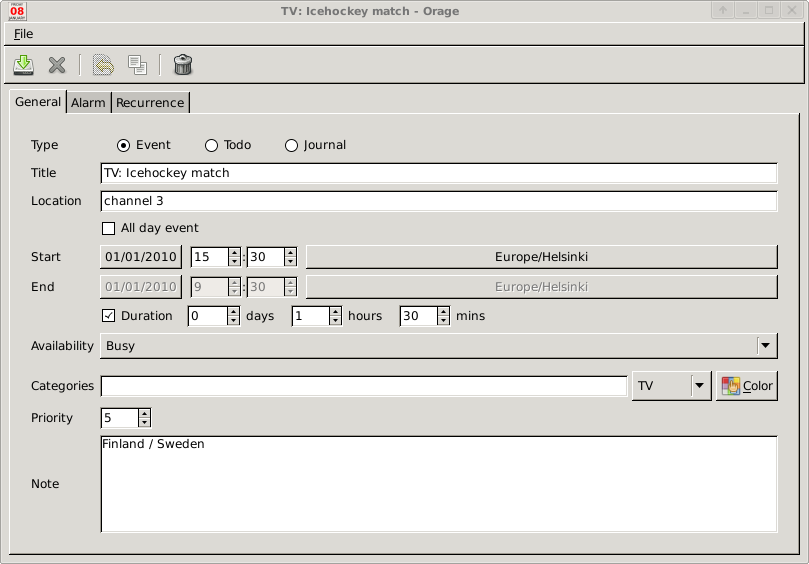 08
TV: Icehockey match - Orage
File
General Alarm Recurrence
Type Event Todo Journal
Title TV: Icehockey match
Location channel 3
All day event
Start 01/01/2010 15 : 30 Europe/Helsinki
End 01/01/2010 9 : 30 Europe/Helsinki
Duration 0 days 1 hours 30 mins
Availability Busy
Categories TV Color
Priority 5
Finland / Sweden
Note